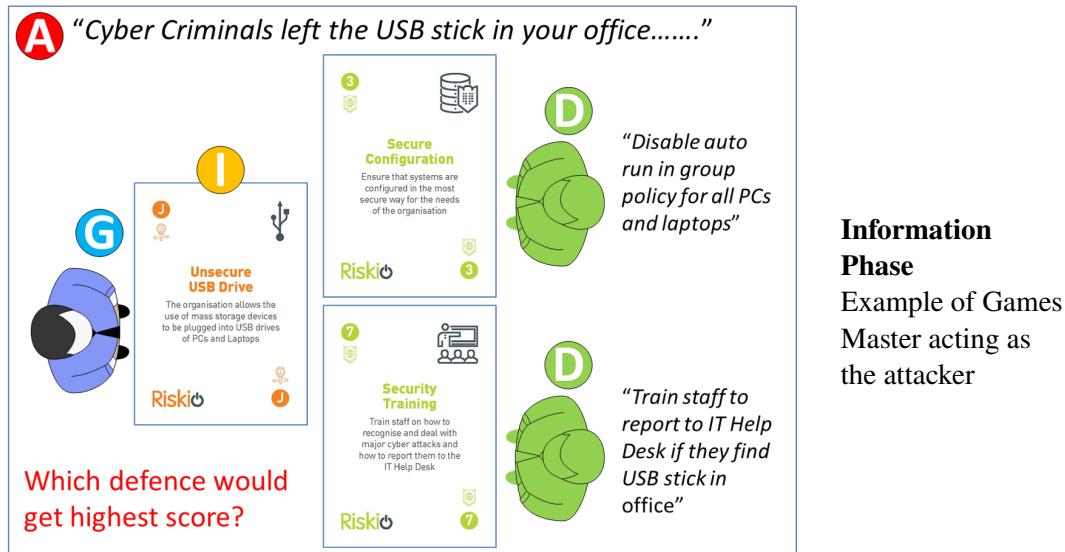 A "Cyber Criminals left the USB stick in your office......."
I
G
J
Unsecure
USB Drive
The organisation allows the
use of mass storage devices
to be plugged into USB drives
of PCs and Laptops
Riskio
J
3
Secure
Configuration
Ensure that systems are
configured in the most
secure way for the needs
of the organisation
Riskio
3
D
"Disable auto
run in group
policy for all PCs
and laptops"
7
Security
Training
Train staff on how to
recognise and deal with
major cyber attacks and
how to report them to the
IT Help Desk
Riskio
7
D
"Train staff to
report to IT Help
Desk if they find
USB stick in
office"
Which defence would
get highest score?
Information
Phase
Example of Games
Master acting as
the attacker